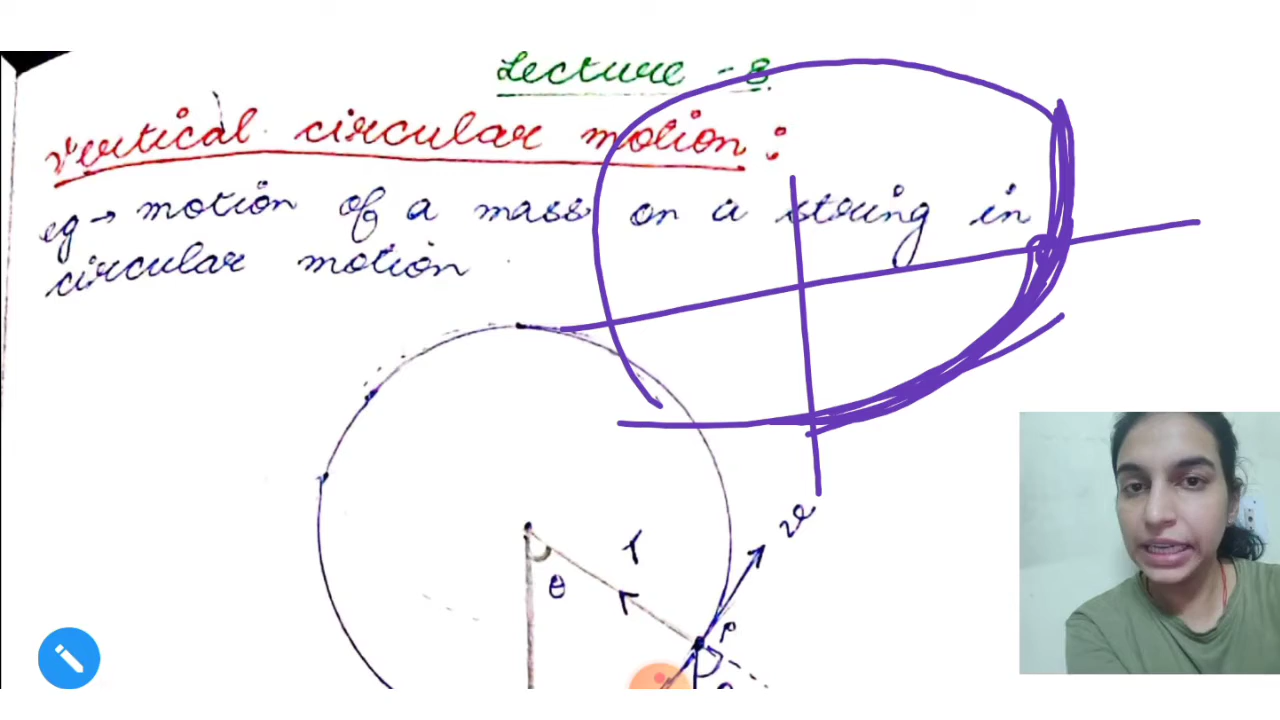 Lecture - 8
Vertical circular motion :
eg → motion of a mass on a string in
circular motion
θ
P